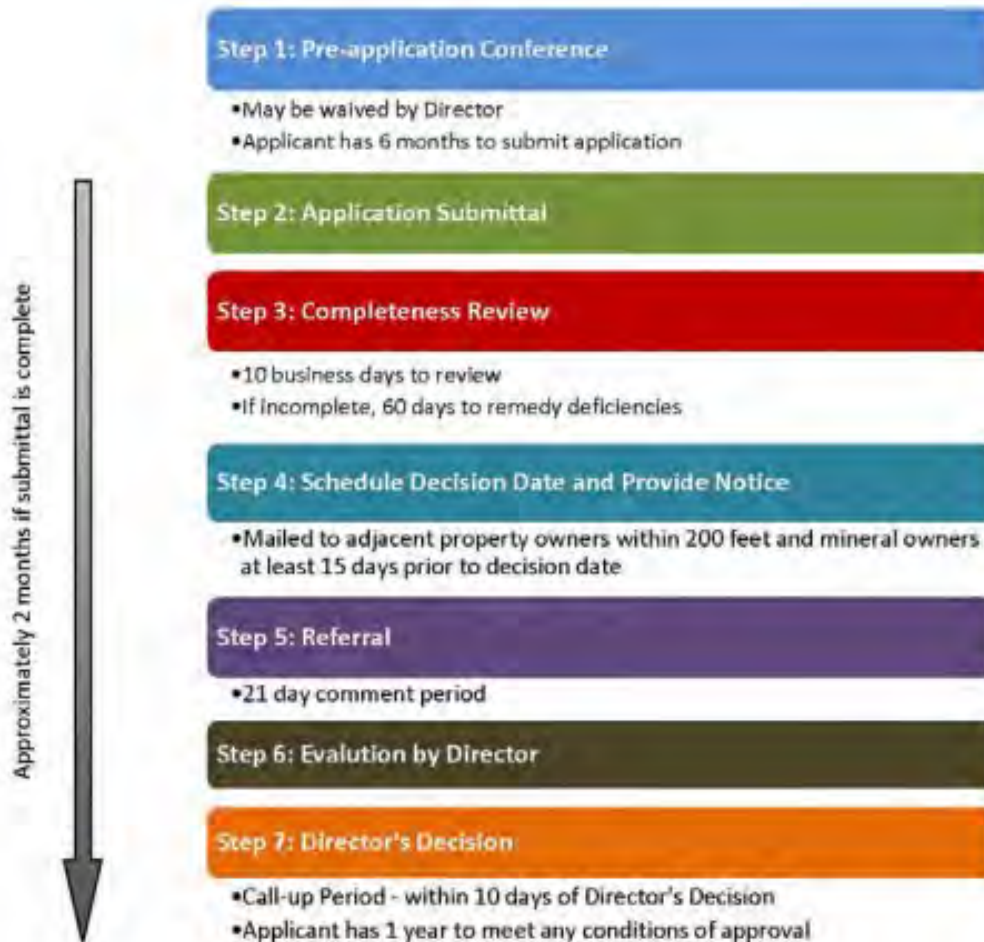 Step 1: Pre-application Conference
•May be waived by Director
•Applicant has 6 months to submit application
Step 2: Application Submittal
Step 3: Completeness Review
•10 business days to review
•If incomplete, 60 days to remedy deficiencies
Step 4: Schedule Decision Date and Provide Notice
•Mailed to adjacent property owners within 200 feet and mineral owners
at least 15 days prior to decision date
Step 5: Referral
•21 day comment period
Step 6: Evalution by Director
Step 7: Director's Decision
•Call-up Period - within 10 days of Director's Decision
•Applicant has 1 year to meet any conditions of approval
Approximately 2 months if submittal is complete